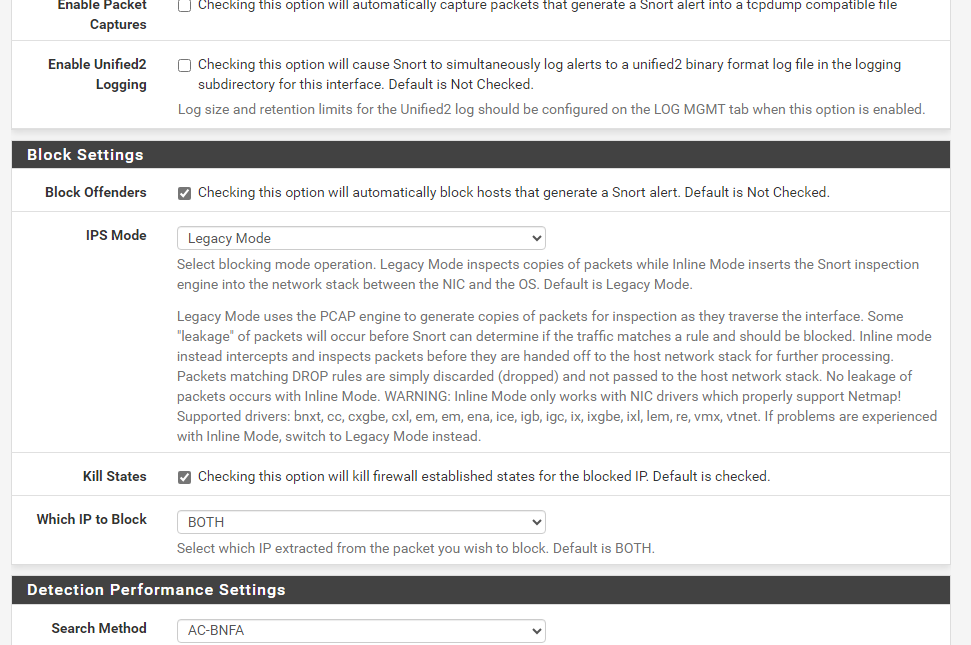 Enable Packet
Captures
Checking this option will automatically capture packets that generate a Snort alert into a tcpdump compatible file
Enable Unified2
Logging
Checking this option will cause Snort to simultaneously log alerts to a unified2 binary format log file in the logging
subdirectory for this interface. Default is Not Checked.
Log size and retention limits for the Unified2 log should be configured on the LOG MGMT tab when this option is enabled.
Block Settings
Block Offenders
Checking this option will automatically block hosts that generate a Snort alert. Default is Not Checked.
IPS Mode
Legacy Mode
Select blocking mode operation. Legacy Mode inspects copies of packets while Inline Mode inserts the Snort inspection
engine into the network stack between the NIC and the OS. Default is Legacy Mode.
Legacy Mode uses the PCAP engine to generate copies of packets for inspection as they traverse the interface. Some
"leakage" of packets will occur before Snort can determine if the traffic matches a rule and should be blocked. Inline mode
instead intercepts and inspects packets before they are handed off to the host network stack for further processing.
Packets matching DROP rules are simply discarded (dropped) and not passed to the host network stack. No leakage of
packets occurs with Inline Mode. WARNING: Inline Mode only works with NIC drivers which properly support Netmap!
Supported drivers: bnxt, cc, cxgbe, cxl, em, em, ena, ice, igb, igc, ix, ixgbe, ixl, lem, re, vmx, vtnet. If problems are experienced
with Inline Mode, switch to Legacy Mode instead.
Kill States
Checking this option will kill firewall established states for the blocked IP. Default is checked.
Which IP to Block
BOTH
Select which IP extracted from the packet you wish to block. Default is BOTH.
Detection Performance Settings
Search Method
AC-BNFA